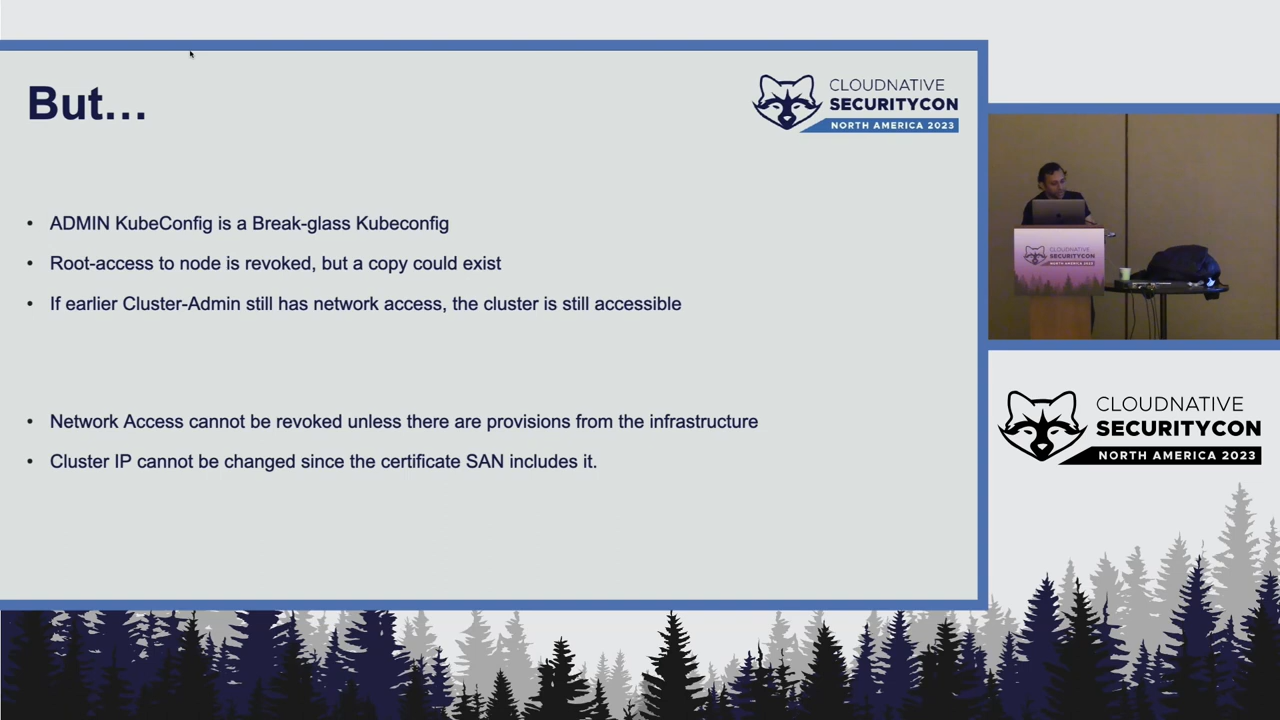 But...
CLOUDNATIVE
SECURITYCON
NORTH AMERICA 2023
• ADMIN KubeConfig is a Break-glass Kubeconfig
• Root-access to node is revoked, but a copy could exist
• If earlier Cluster-Admin still has network access, the cluster is still accessible
• Network Access cannot be revoked unless there are provisions from the infrastructure
• Cluster IP cannot be changed since the certificate SAN includes it.
CLOUDNATIVE
SECURITYCON
CLOUDNATIVE
SECURITYCON
NORTH AMERICA 2023